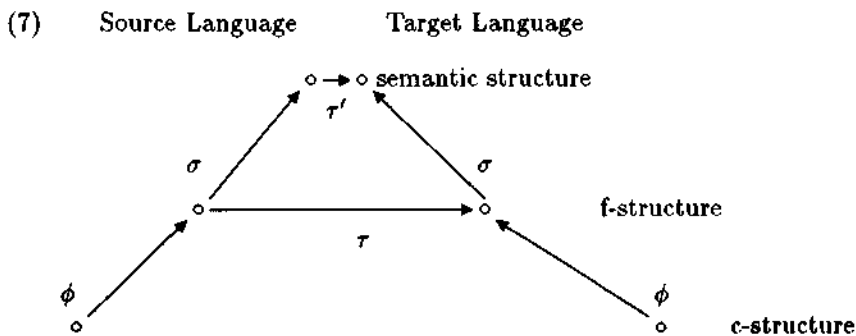 (7) Source Language Target Language
semantic structure
τ′
σ σ
f-structure
τ
φ φ
c-structure